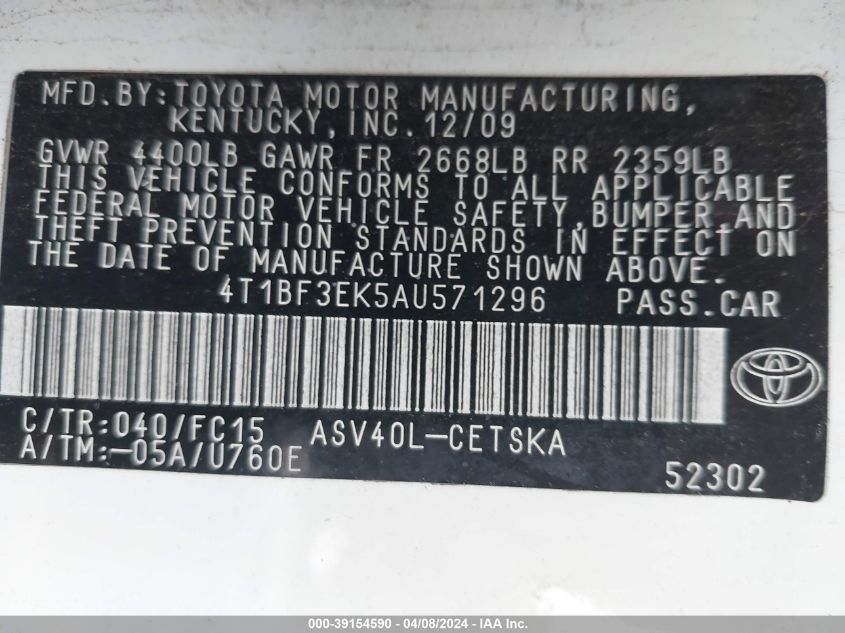 MFD.BY:TOYOTA MOTOR MANUFACTURING,
KENTUCKY,INC.12/09
GVWR 4400LB GAWR FR 2668LB RR 2359LB
THIS VEHICLE CONFORMS TO ALL APPLICABLE
FEDERAL MOTOR VEHICLE SAFETY,BUMPER AND
THEFT PREVENTION STANDARDS IN EFFECT ON
THE DATE OF MANUFACTURE SHOWN ABOVE.
4T1BF3EK5AU571296 PASS.CAR
C/TR:040/FC15 ASV40L-CETSKA
A/TM:-05A/U760E
52302
000-39154590 - 04/08/2024 - IAA